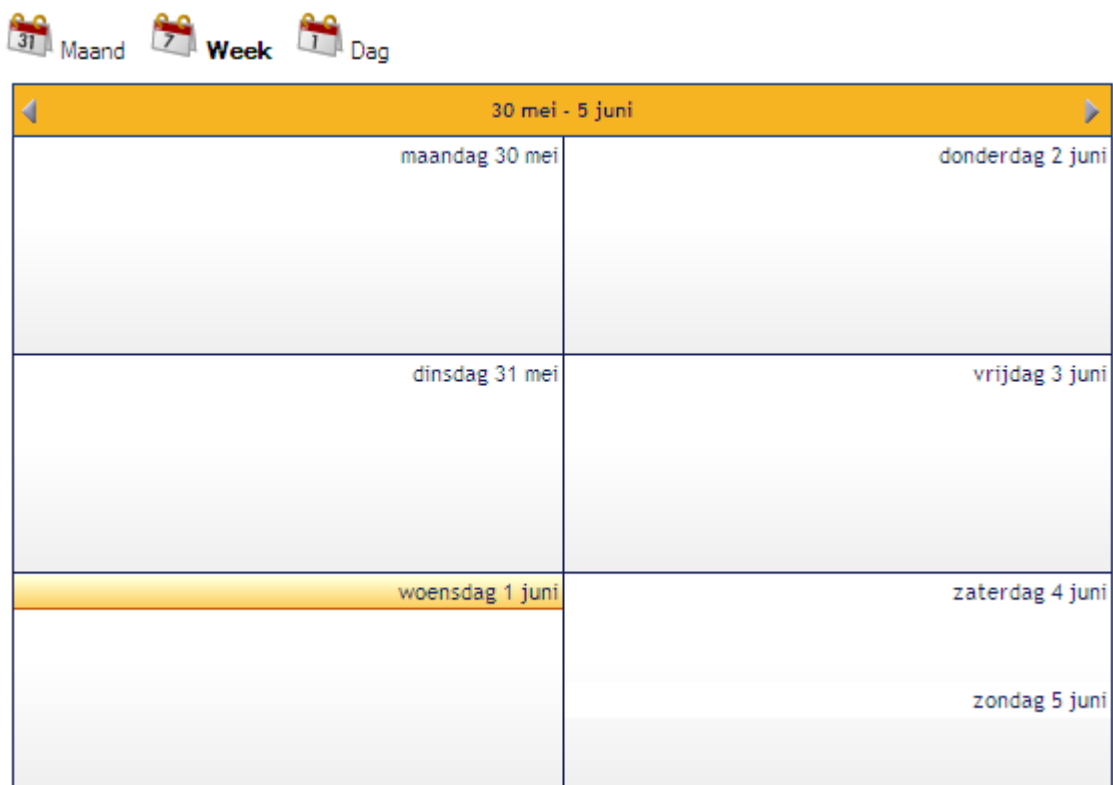 31 Maand 7 Week 1 Dag
30 mei - 5 juni
maandag 30 mei
donderdag 2 juni
dinsdag 31 mei
vrijdag 3 juni
woensdag 1 juni
zaterdag 4 juni
zondag 5 juni